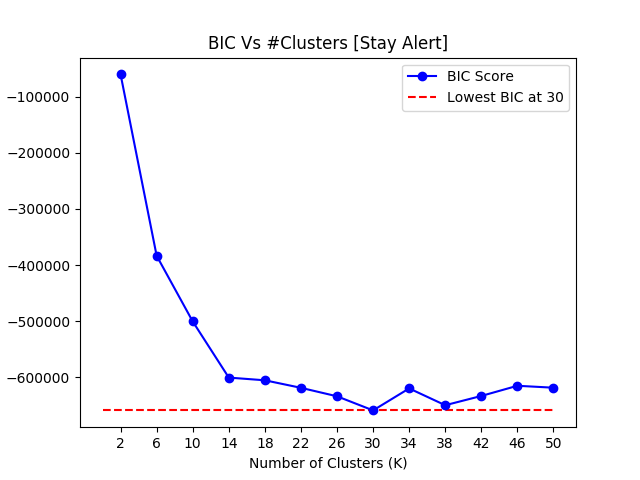 BIC Vs #Clusters [Stay Alert]
BIC Score
Lowest BIC at 30
−100000
−200000
−300000
−400000
−500000
−600000
2 6 10 14 18 22 26 30 34 38 42 46 50
Number of Clusters (K)